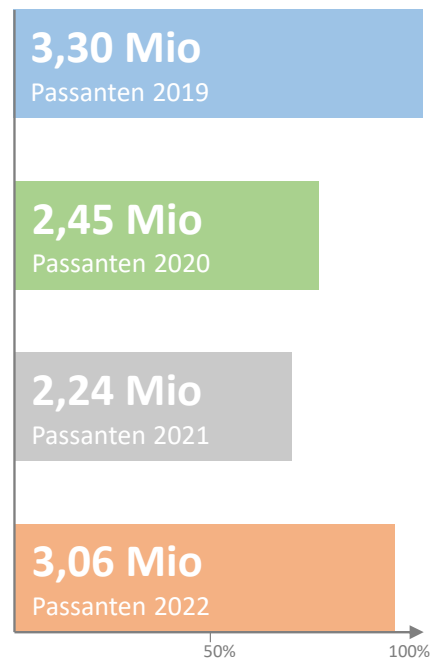 3,30 Mio
Passanten 2019
2,45 Mio
Passanten 2020
2,24 Mio
Passanten 2021
3,06 Mio
Passanten 2022
50% 100%